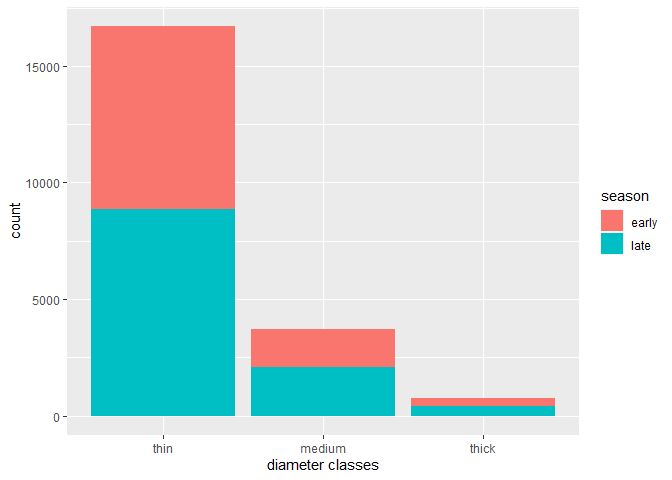 count
15000
10000
5000
0
thin
medium
thick
diameter classes
season
early
late